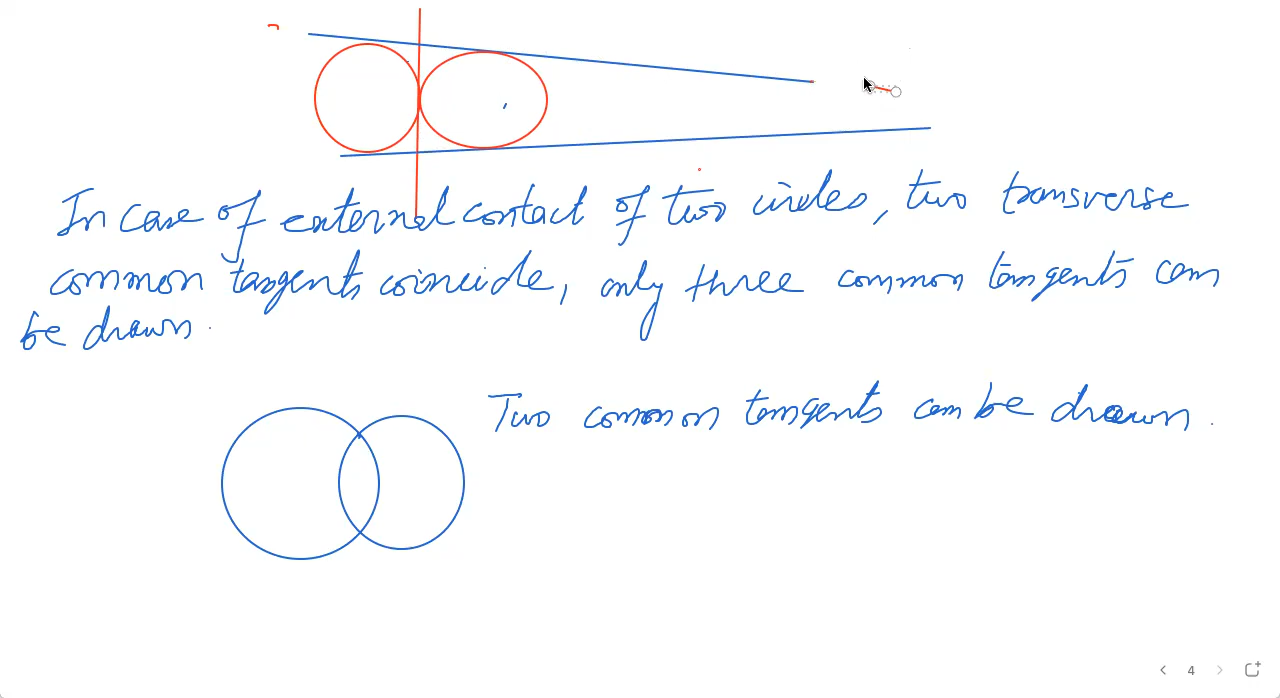 In case of external contact of two circles, two transverse
common tangents coincide, only three common tangents can
be drawn.
Two common tangents can be drawn.
4